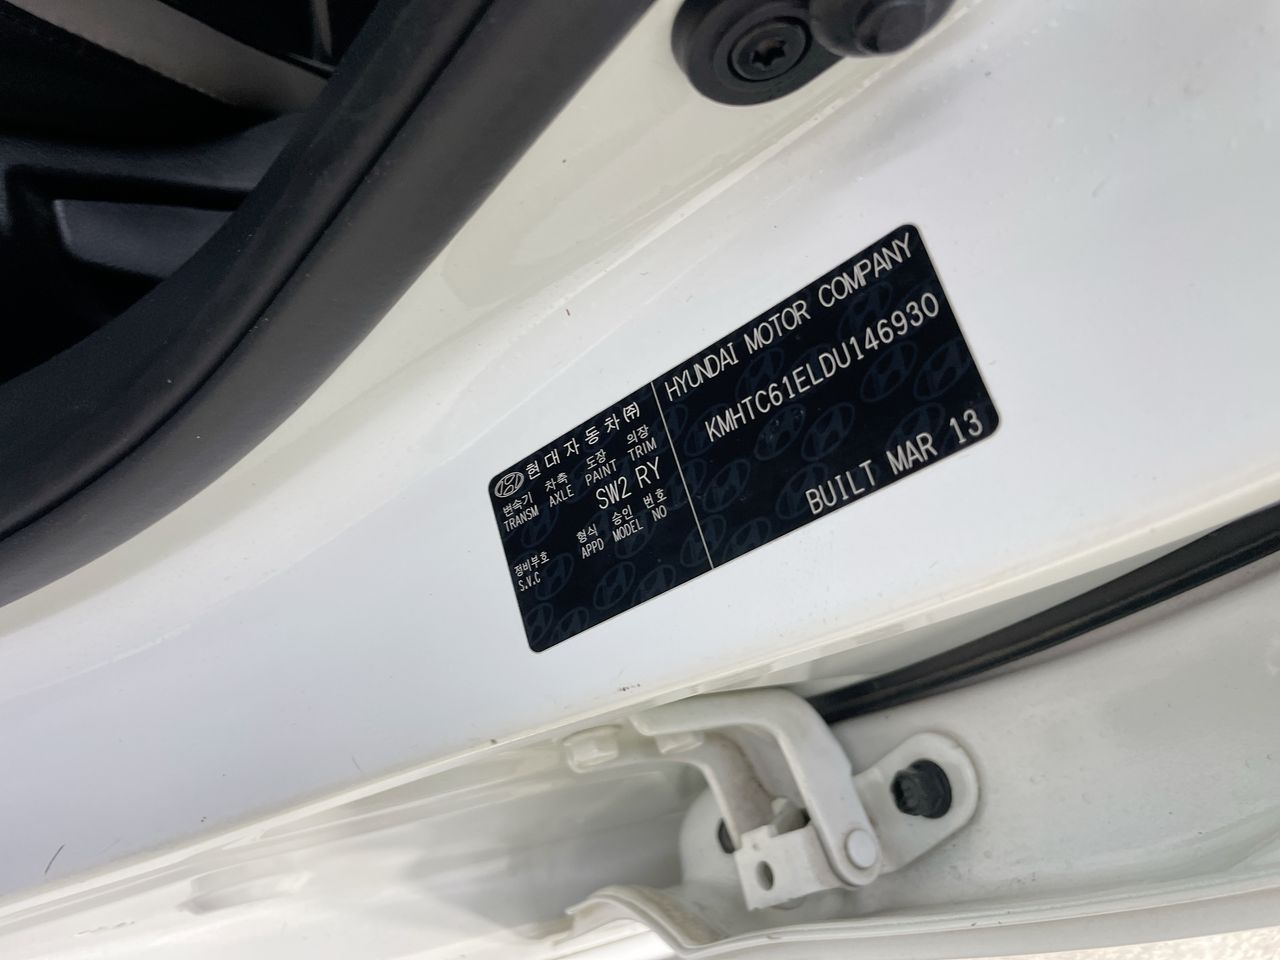 현대자동차㈜
변속기 차축 도장 의장
TRANSM AXLE PAINT TRIM
SW2 RY
정비부호 형식 승인 번호
S.V.C APPD MODEL NO
HYUNDAI MOTOR COMPANY
KMHTC61ELDU146930
BUILT MAR 13